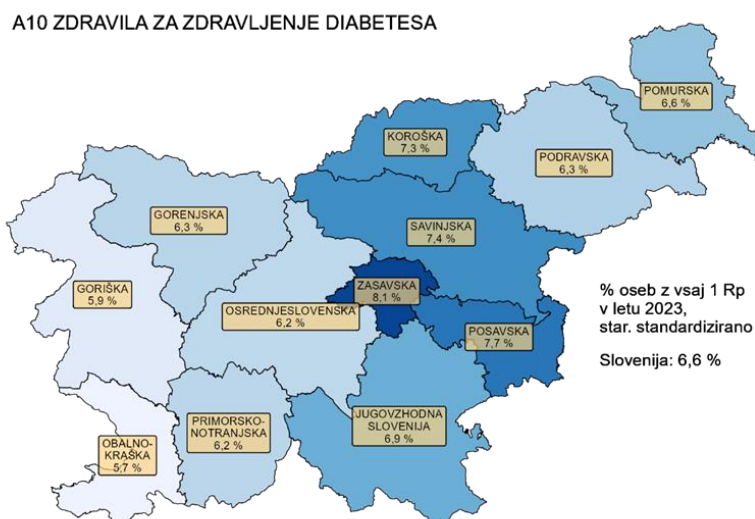 A10 ZDRAVILA ZA ZDRAVLJENJE DIABETESA
POMURSKA
6,6 %
KOROŠKA
7,3 %
PODRAVSKA
6,3 %
GORENJSKA
6,3 %
SAVINJSKA
7,4 %
GORIŠKA
5,9 %
ZASAVSKA
8,1 %
OSREDNJESLOVENSKA
6,2 %
POSAVSKA
7,7 %
% oseb z vsaj 1 Rp
v letu 2023,
star. standardizirano
Slovenija: 6,6 %
PRIMORSKO-
NOTRANJSKA
6,2 %
JUGOVZHODNA
SLOVENIJA
6,9 %
OBALNO-
KRAŠKA
5,7 %